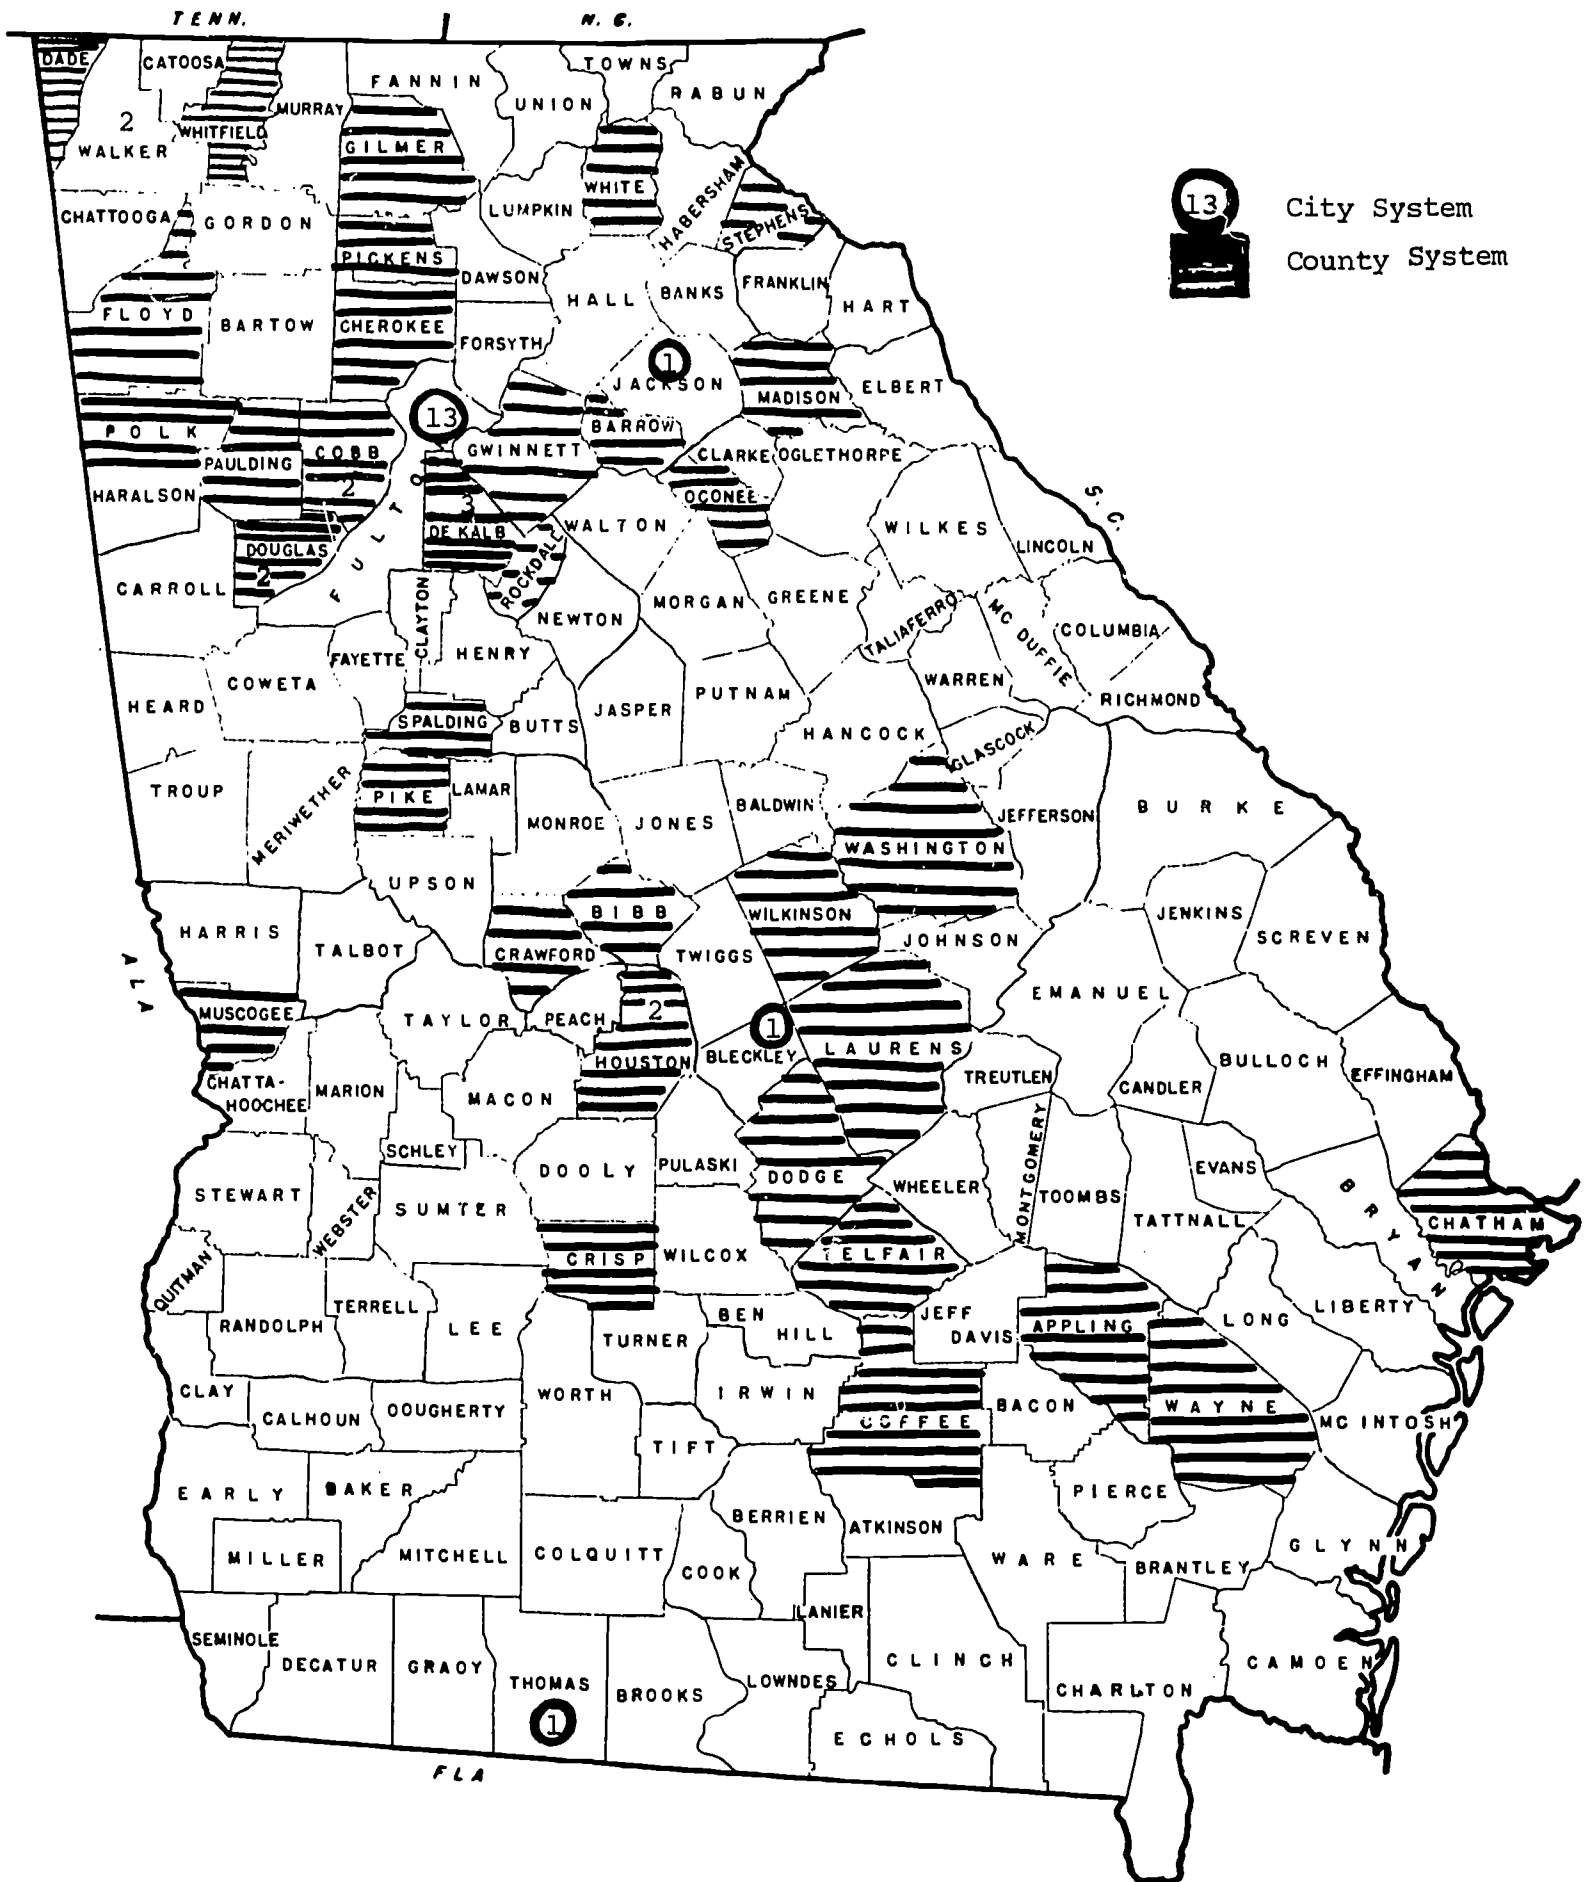 TENN.
N. G.
DADE
CATOOSA
FANNIN
TOWNS
RABUN
UNION
MURRAY
2
WHITFIELD
WALKER
GILMER
WHITE
HABERSHAM
LUMPKIN
CHATTOOGA
GORDON
STEPHENS
13
City System
County System
PICKENS
DAWSON
HALL
BANKS
FRANKLIN
HART
FLOYD
BARTOW
CHEROKEE
FORSYTH
1
JACKSON
MADISON
ELBERT
13
POLK
BARROW
COBB
GWINNETT
CLARKE
OGLETHORPE
PAULDING
2
HARALSON
3
OCONEE
S. C.
DE KALB
WALTON
WILKES
LINCOLN
DOUGLAS
2
FULTO
ROCKDALE
CARROLL
CLAYTON
NEWTON
MORGAN
GREENE
TALIAFERRO
MC DUFFIE
COLUMBIA
FAYETTE
HENRY
COWETA
WARREN
HEARD
SPALDING
BUTTS
JASPER
PUTNAM
RICHMOND
HANCOCK
GLASCOCK
TROUP
MERIWETHER
PIKE
LAMAR
MONROE
JONES
BALDWIN
JEFFERSON
BURKE
WASHINGTON
UPSON
BIBB
WILKINSON
JENKINS
HARRIS
TALBOT
CRAWFORD
TWIGGS
JOHNSON
SCREVEN
ALA
MUSCOGEE
TAYLOR
PEACH
2
1
EMANUEL
HOUSTON
BLECKLEY
LAURENS
TREUTLEN
CANDLER
BULLOCH
EFFINGHAM
CHATTA-
HOOCHEE
MARION
MACON
SCHLEY
DOOLY
PULASKI
DODGE
WHEELER
MONTGOMERY
TOOMBS
EVANS
STEWART
WEBSTER
SUMTER
TATTNALL
BRYAN
CHATHAM
QUITMAN
CRISP
WILCOX
TELFAIR
RANDOLPH
TERRELL
LEE
TURNER
BEN
HILL
JEFF
DAVIS
APPLING
LONG
LIBERTY
CLAY
CALHOUN
DOUGHERTY
WORTH
IRWIN
COFFEE
BACON
WAYNE
MC INTOSH
TIFT
EARLY
BAKER
BERRIEN
ATKINSON
PIERCE
MILLER
MITCHELL
COLQUITT
COOK
WARE
BRANTLEY
GLYNN
SEMINOLE
DECATUR
GRADY
THOMAS
BROOKS
LANIER
LOWNDES
CLINCH
CHARLTON
CAMDEN
1
ECHOLS
FLA